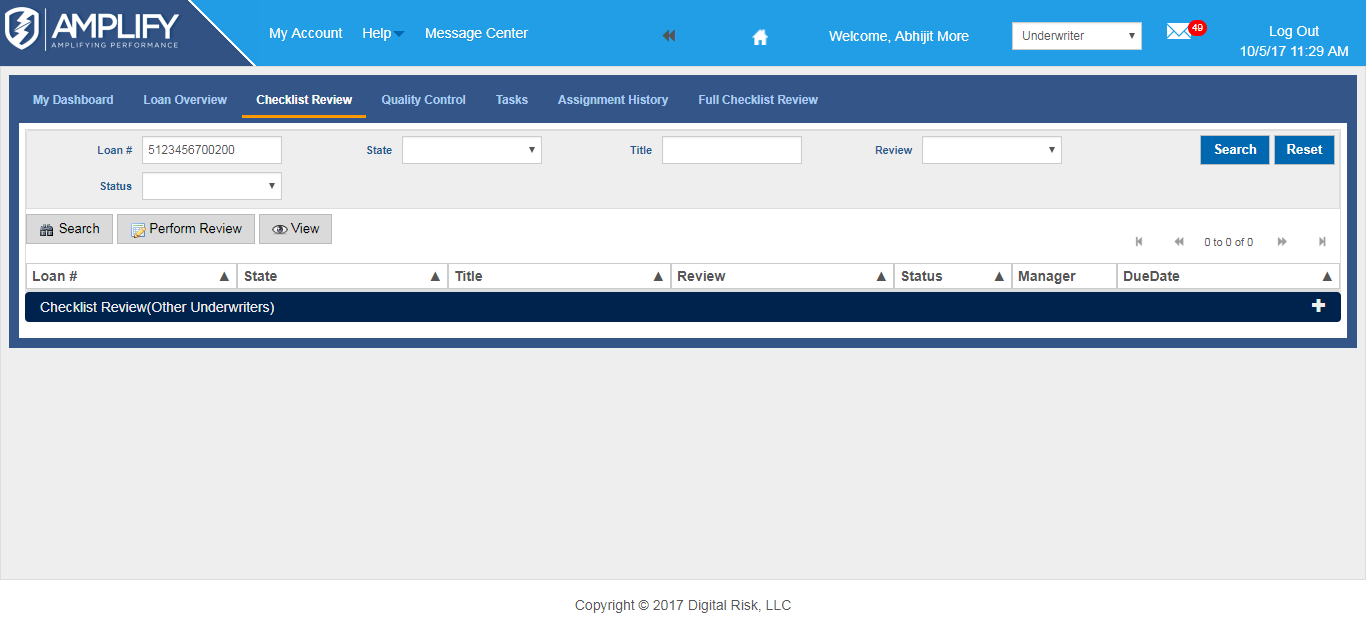 AMPLIFY
AMPLIFYING PERFORMANCE
My Account Help Message Center Welcome, Abhijit More Underwriter 49 Log Out
10/5/17 11:29 AM
My Dashboard Loan Overview Checklist Review Quality Control Tasks Assignment History Full Checklist Review
Loan # 5123456700200 State Title Review Search Reset
Status
Search Perform Review View
0 to 0 of 0
Loan # State Title Review Status Manager DueDate
Checklist Review(Other Underwriters)
Copyright © 2017 Digital Risk, LLC